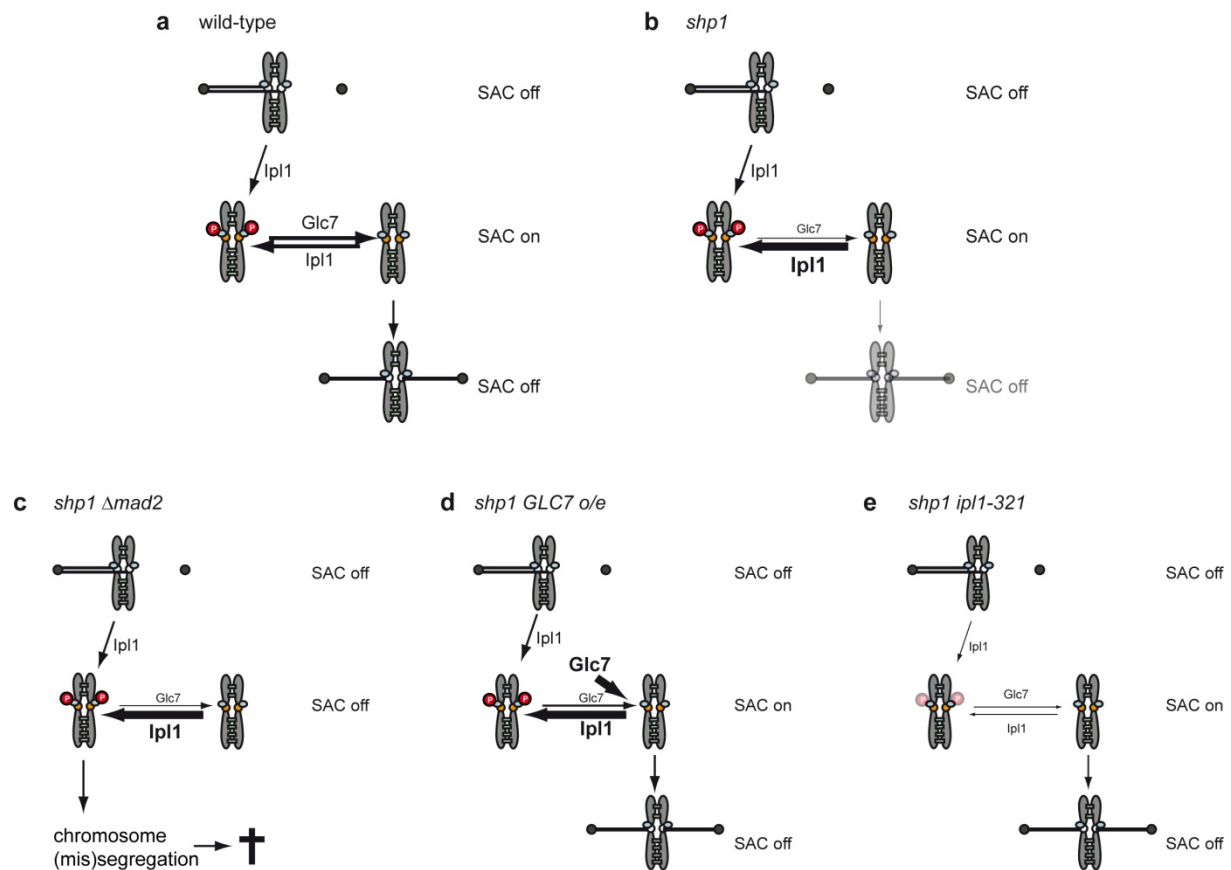 a wild-type
SAC off
Ipl1
P P
Glc7
Ipl1
SAC on
SAC off
b shp1
SAC off
Ipl1
P P
Glc7
Ipl1
SAC on
SAC off
c shp1 Δmad2
SAC off
Ipl1
P P
Glc7
Ipl1
SAC off
chromosome
(mis)segregation
d shp1 GLC7 o/e
SAC off
Ipl1
Glc7
P P
Glc7
Ipl1
SAC on
SAC off
e shp1 ipl1-321
SAC off
Ipl1
P P
Glc7
Ipl1
SAC on
SAC off